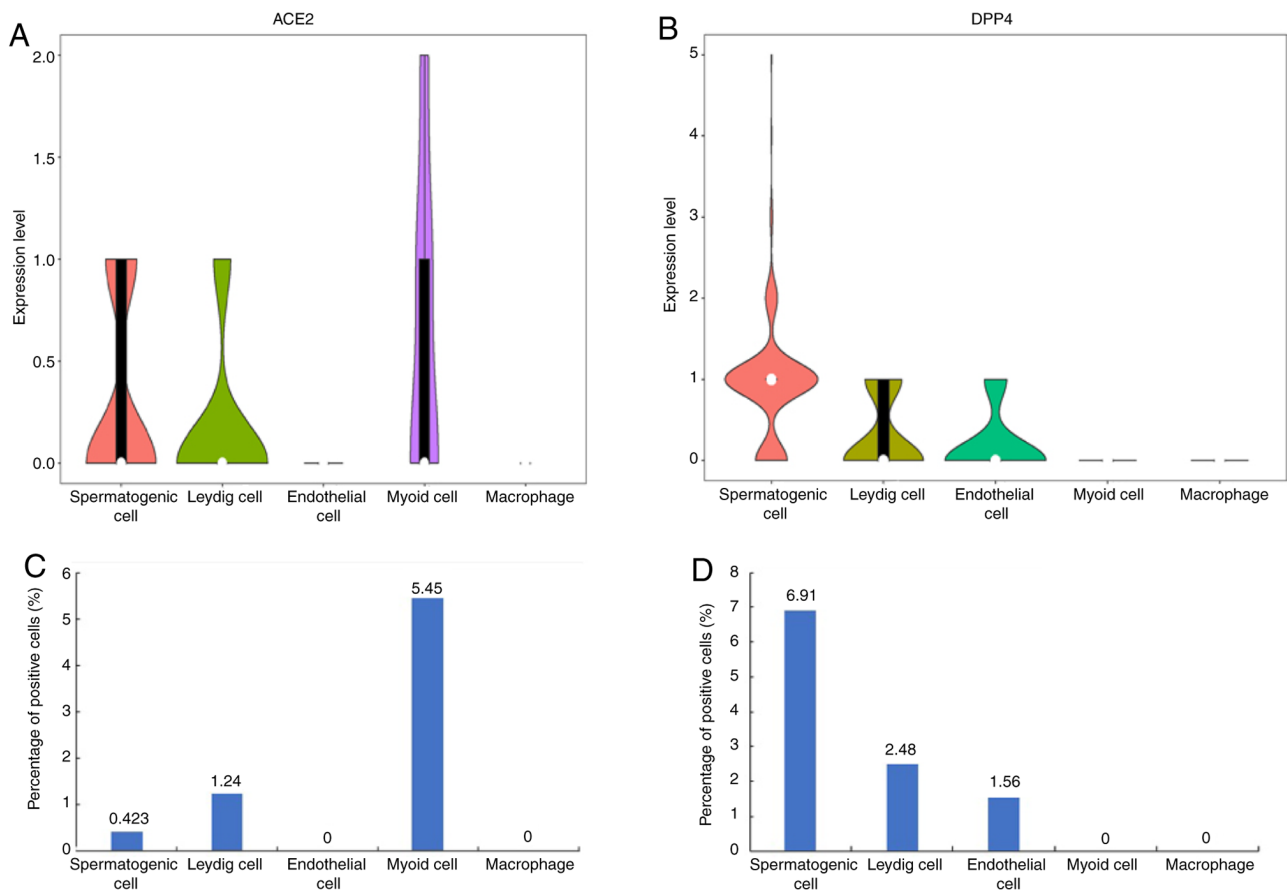 A
ACE2
Expression level
2.0
1.5
1.0
0.5
0.0
Spermatogenic
cell
Leydig cell
Endothelial
cell
Myoid cell
Macrophage
B
DPP4
Expression level
5
4
3
2
1
0
Spermatogenic
cell
Leydig cell
Endothelial
cell
Myoid cell
Macrophage
C
Percentage of positive cells (%)
6
5
4
3
2
1
0
0.423
1.24
0
5.45
0
Spermatogenic
cell
Leydig cell
Endothelial
cell
Myoid cell
Macrophage
D
Percentage of positive cells (%)
8
7
6
5
4
3
2
1
0
6.91
2.48
1.56
0
0
Spermatogenic
cell
Leydig cell
Endothelial
cell
Myoid cell
Macrophage